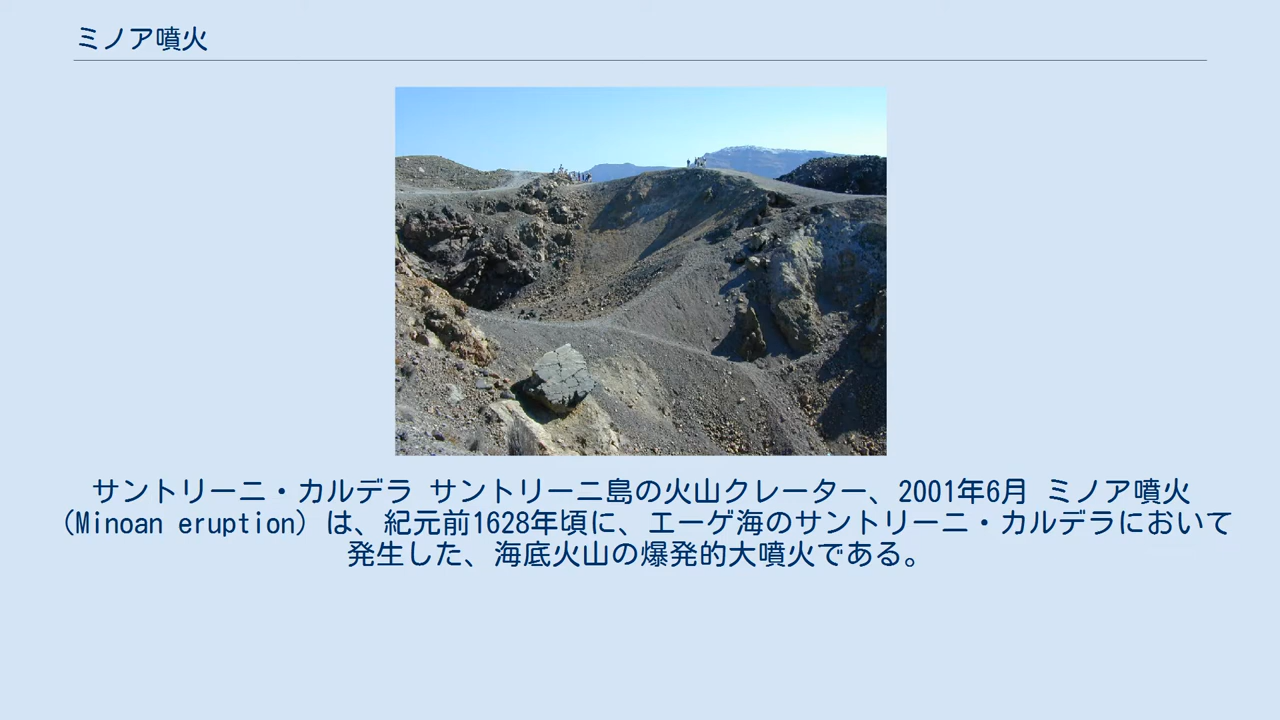 ミノア噴火
サントリーニ・カルデラ サントリーニ島の火山クレーター、2001年6月 ミノア噴火
(Minoan eruption) は、紀元前1628年頃に、エーゲ海のサントリーニ・カルデラにおいて
発生した、海底火山の爆発的大噴火である。